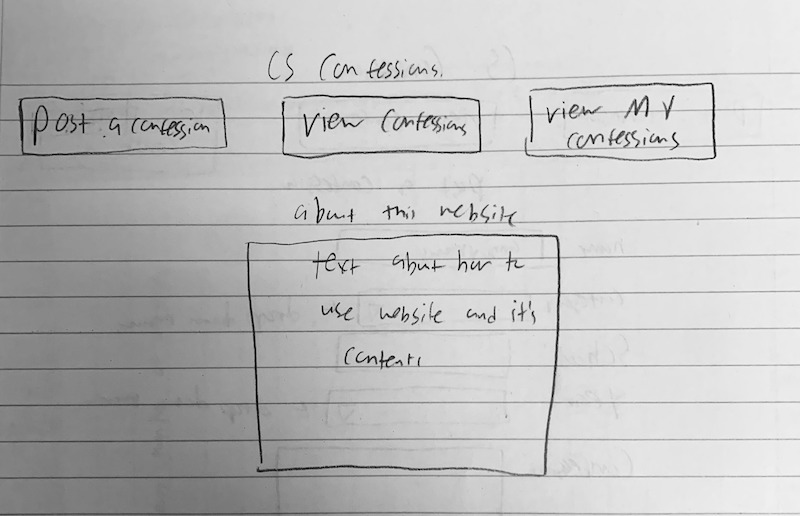 CS Confessions.
post a confession
view confessions
view MY
confessions
about this website
text about how to
use website and it's
contents